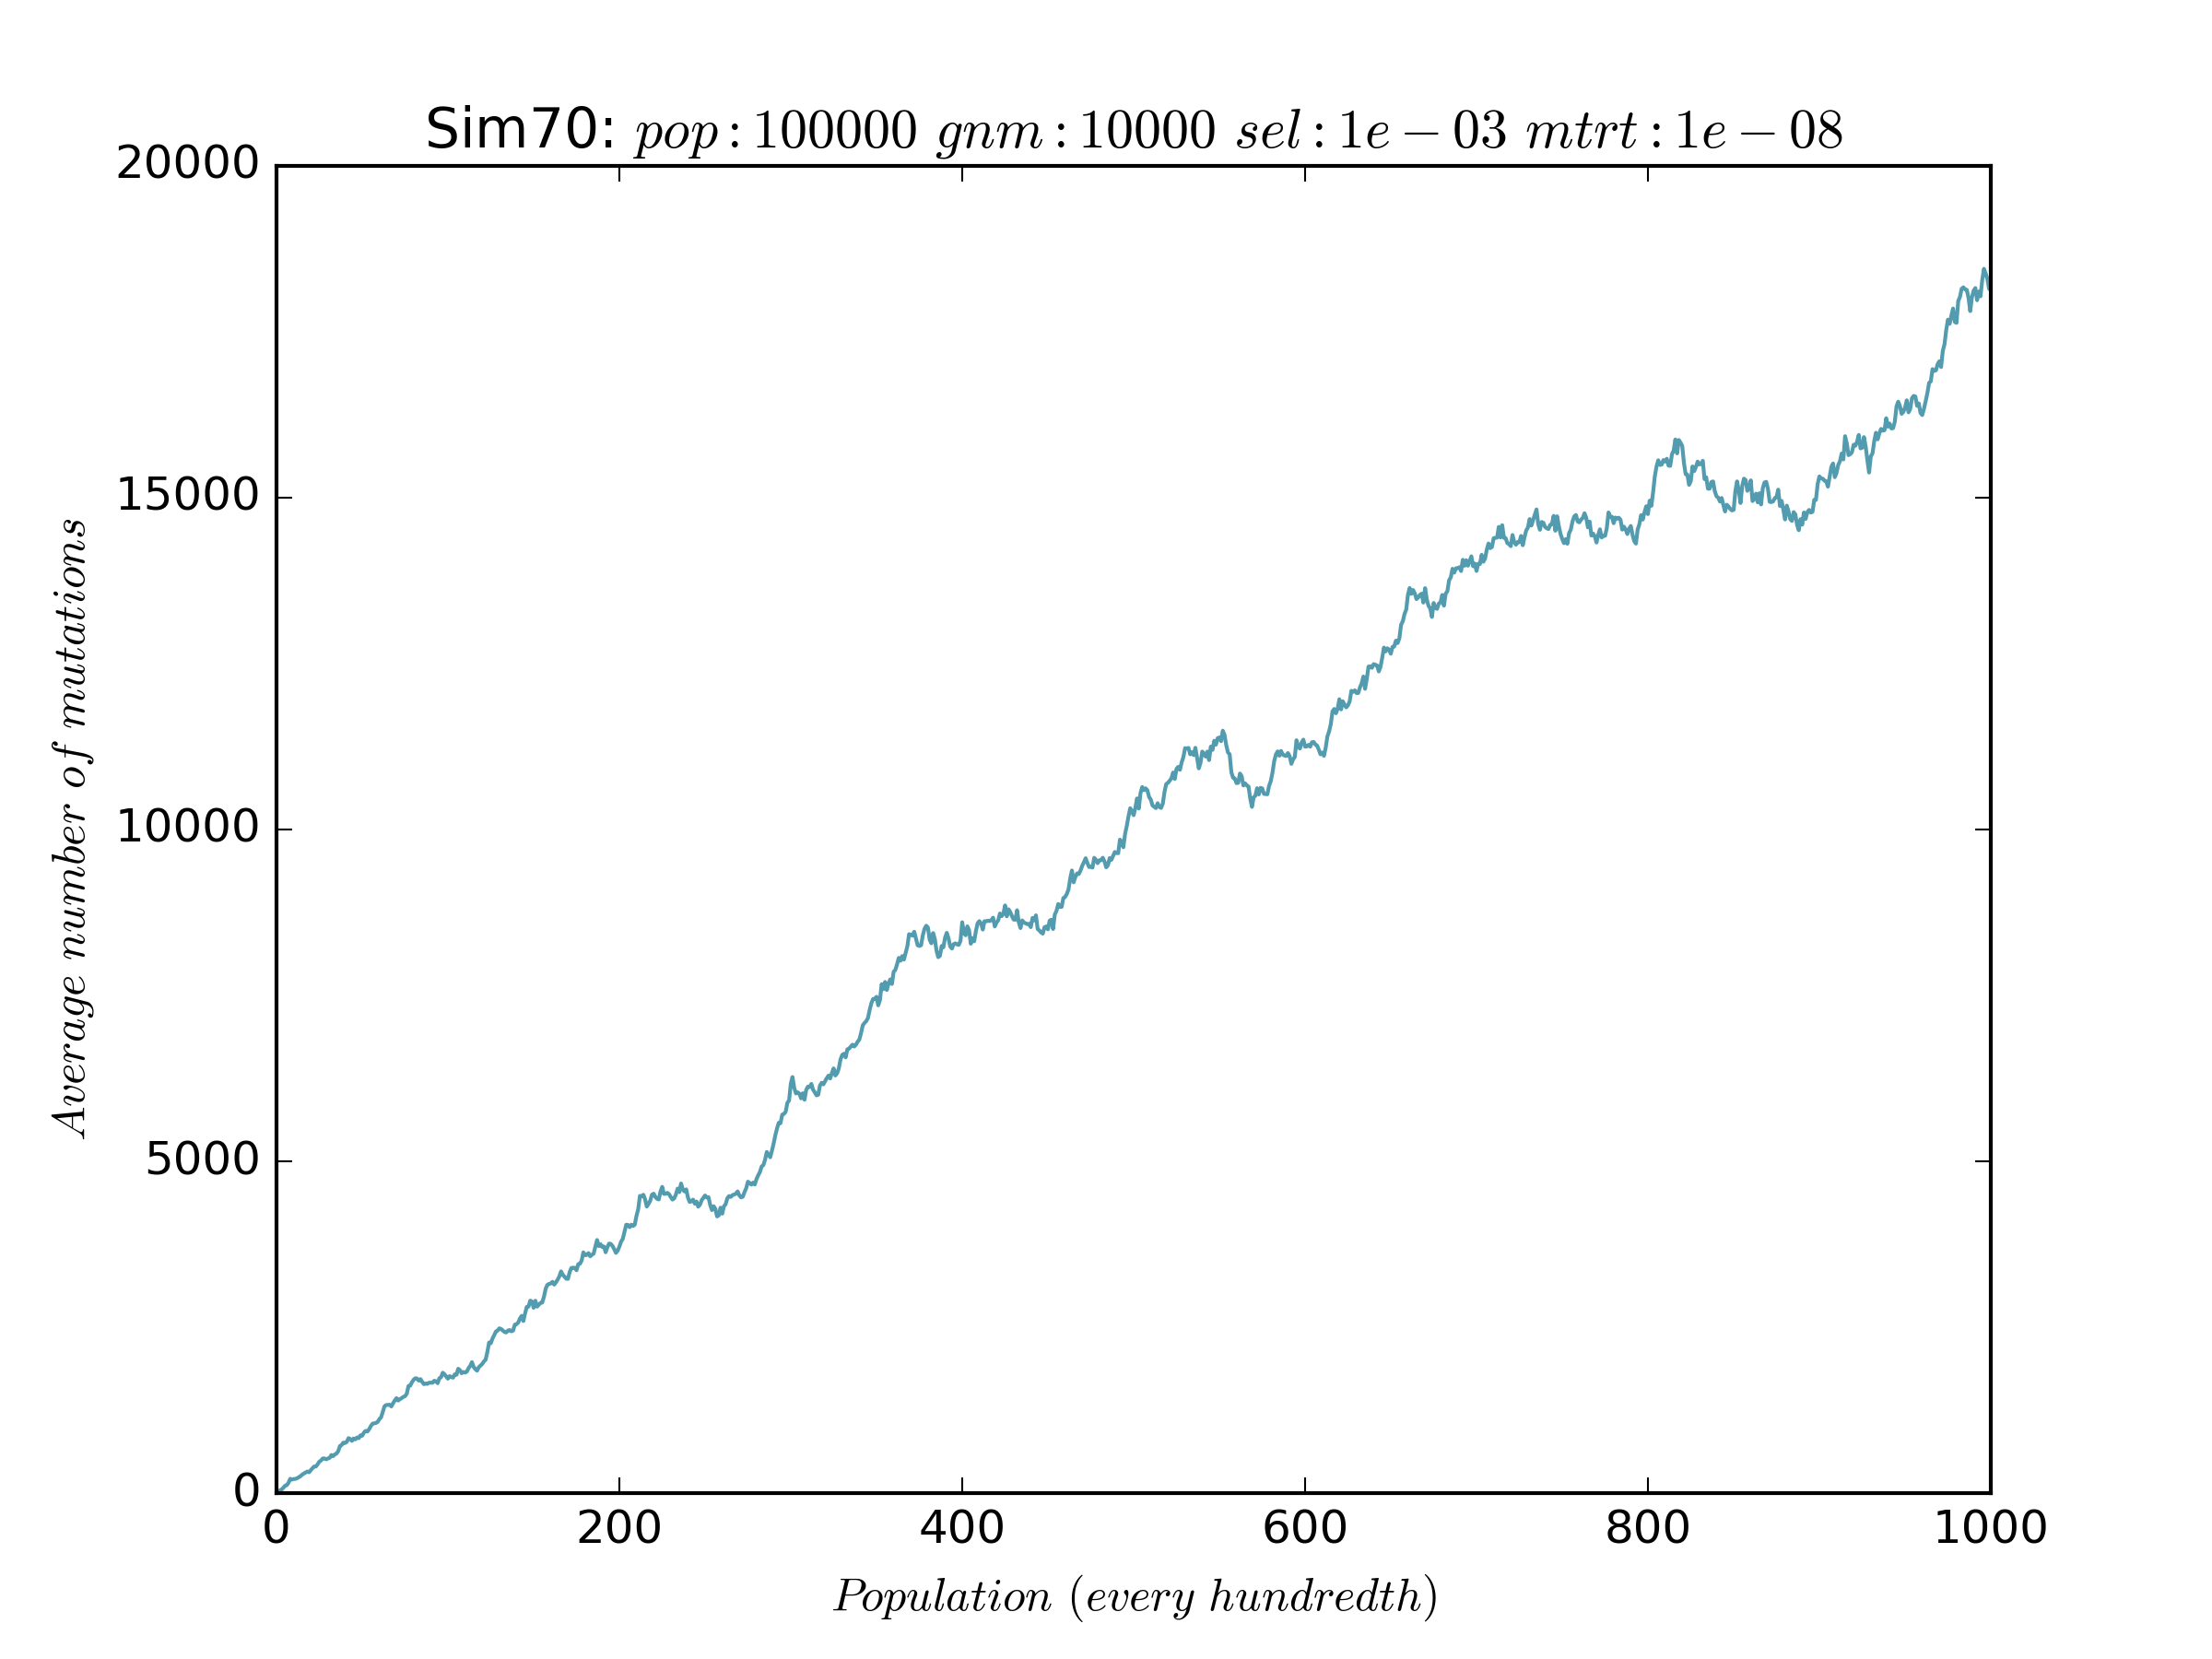 Sim70: pop : 100000 gnm : 10000 sel : 1e − 03 mtrt : 1e − 08
20000
15000
10000
5000
0
Average number of mutations
0 200 400 600 800 1000
Population (every hundredth)